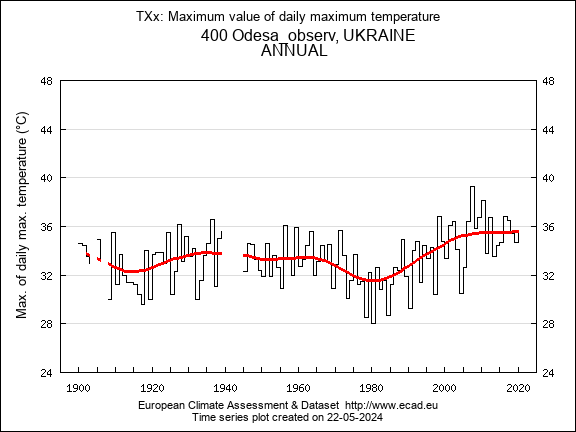 TXx: Maximum value of daily maximum temperature
400 Odesa_observ, UKRAINE
ANNUAL
Max. of daily max. temperature (°C)
48 48
44 44
40 40
36 36
32 32
28 28
24 24
1900 1920 1940 1960 1980 2000 2020
European Climate Assessment & Dataset http://www.ecad.eu
Time series plot created on 22-05-2024